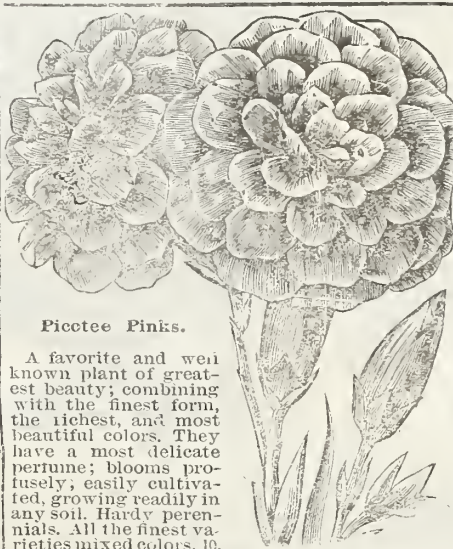 Picotee Pinks.
A favorite and well
known plant of great-
est beauty; combining
with the finest form,
the richest, and most
beautiful colors. They
have a most delicate
perfume; blooms pro-
fusely; easily cultiva-
ted, growing readily in
any soil. Hardy peren-
nials. All the finest va-
rieties mixed colors. 10.